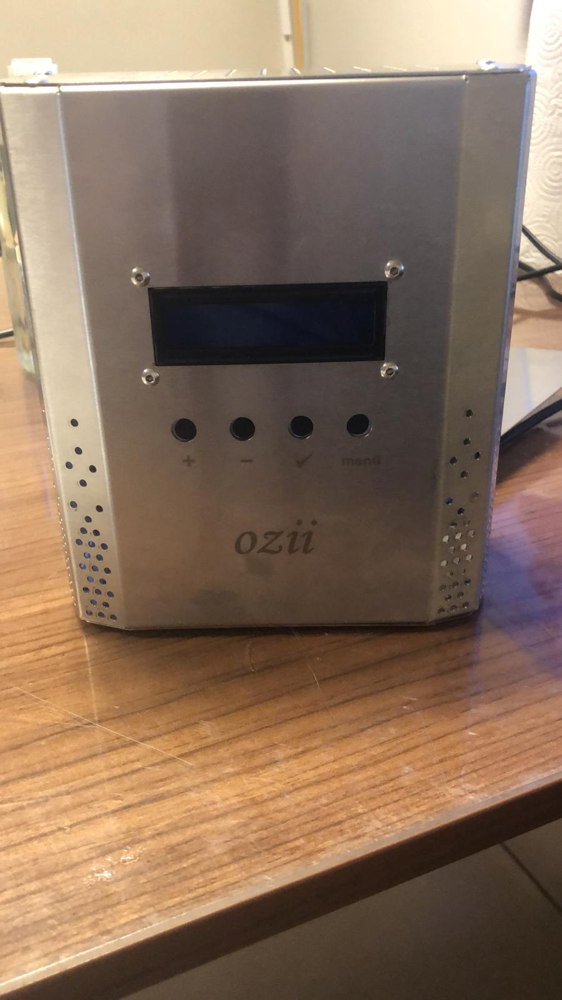 + − ✓ menü
ozii